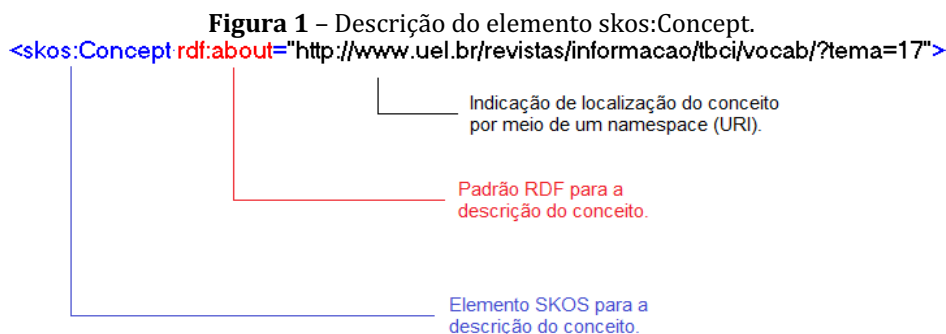 Figura 1 – Descrição do elemento skos:Concept.
<skos:Concept rdf:about="http://www.uel.br/revistas/informacao/tbci/vocab/?tema=17">
Indicação de localização do conceito
por meio de um namespace (URI).
Padrão RDF para a
descrição do conceito.
Elemento SKOS para a
descrição do conceito.